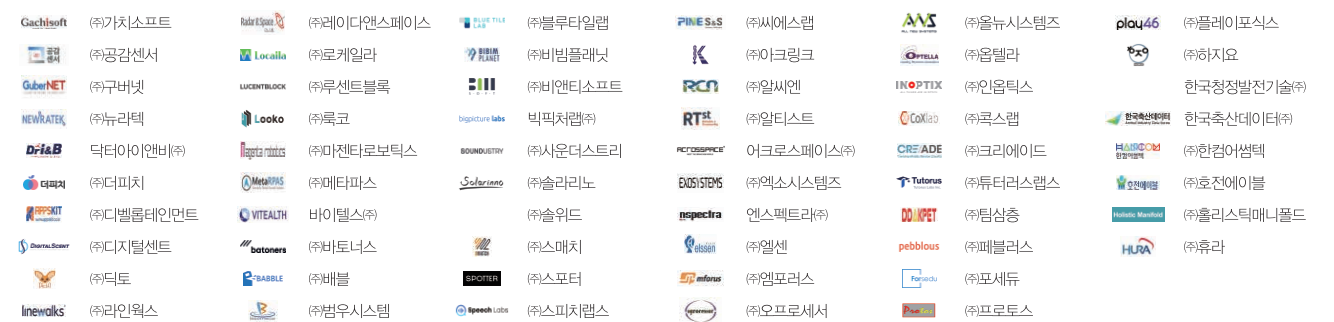 Gachisoft ㈜가치소프트 Radar&Space ㈜레이다앤스페이스 BLUE TILE LAB ㈜블루타일랩 PINE S&S ㈜씨에스랩 ANS ㈜올뉴시스템즈 play46 ㈜플레이포식스
공감센서 ㈜공감센서 Locaila ㈜로케일라 BIBIM PLANET ㈜비빔플래닛 K ㈜아크링크 OPTELLA ㈜옵텔라 ㈜하지요
GuberNET ㈜구버넷 LUCENTBLOCK ㈜루센트블록 ㈜비앤티소프트 RCN ㈜알씨엔 INOPTIX ㈜인옵틱스 한국청정발전기술㈜
NEWRATEK ㈜뉴라텍 Looko ㈜룩코 bigpicture labs 빅픽처랩㈜ RTst ㈜알티스트 CoXlab ㈜콕스랩 한국축산데이터 한국축산데이터㈜
DrI&B 닥터아이앤비㈜ Magenta robotics ㈜마젠타로보틱스 SOUNDUSTRY ㈜사운더스트리 ACROSSPACE 어크로스페이스㈜ CREADE ㈜크리에이드 HANCOM 한컴어썸텍 ㈜한컴어썸텍
더피치 ㈜더피치 MetaRPAS ㈜메타파스 Solarinno ㈜솔라리노 EXOSYSTEMS ㈜엑소시스템즈 Tutorus ㈜튜터러스랩스 호전에이블 ㈜호전에이블
APPSKIT ㈜디벨롭테인먼트 VITEALTH 바이텔스㈜ ㈜솔위드 nspectra 엔스펙트라㈜ DDAKPET ㈜팀삼층 Holistic Manifold ㈜홀리스틱매니폴드
DIGITALSCENT ㈜디지털센트 batoners ㈜바토너스 ㈜스매치 elssen ㈜엘센 pebblous ㈜페블러스 HURA ㈜휴라
㈜딕토 BABBLE ㈜배블 SPOTTER ㈜스포터 mforus ㈜엠포러스 Forsedu ㈜포세듀
linewalks ㈜라인웍스 ㈜범우시스템 Speech Labs ㈜스피치랩스 uprocessor ㈜오프로세서 ㈜프로토스